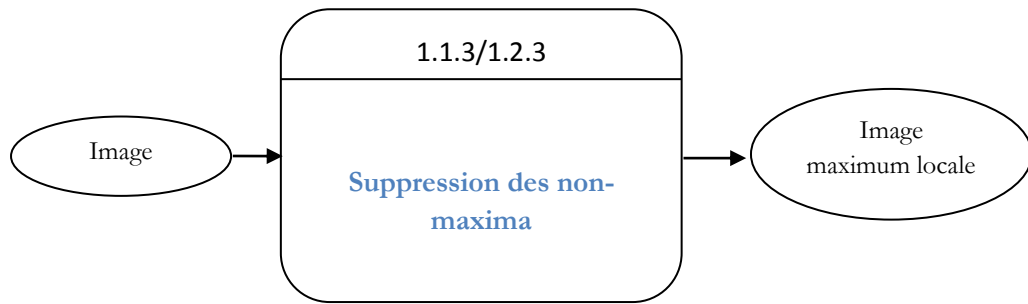 1.1.3/1.2.3
Image
Suppression des non-
maxima
Image
maximum locale